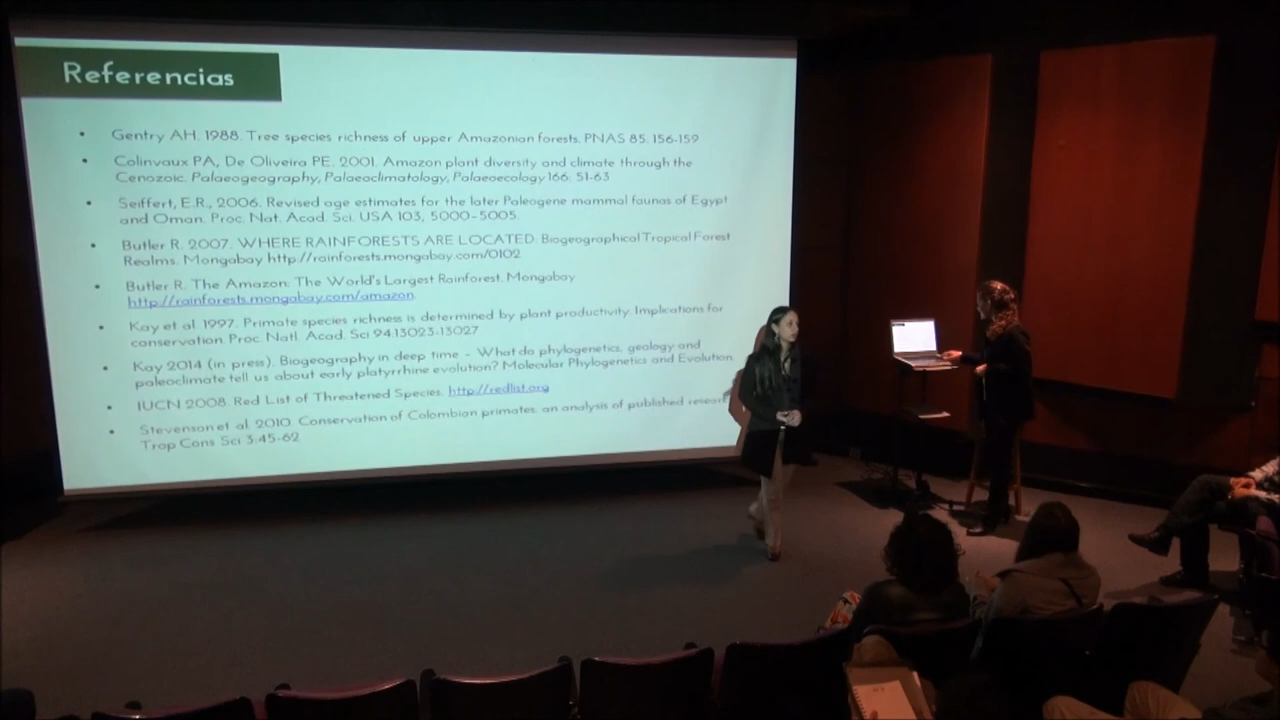 Referencias
• Gentry AH. 1988. Tree species richness of upper Amazonian forests. PNAS 85: 156-159
• Colinvaux PA, De Oliveira PE. 2001. Amazon plant diversity and climate through the
Cenozoic. Palaeogeography, Palaeoclimatology, Palaeoecology 166: 51-63
• Seiffert, E.R., 2006. Revised age estimates for the later Paleogene mammal faunas of Egypt
and Oman. Proc. Nat. Acad. Sci. USA 103, 5000–5005.
• Butler R. 2007. WHERE RAINFORESTS ARE LOCATED: Biogeographical Tropical Forest
Realms. Mongabay http://rainforests.mongabay.com/0102
• Butler R. The Amazon: The World's Largest Rainforest. Mongabay
http://rainforests.mongabay.com/amazon.
• Kay et al. 1997. Primate species richness is determined by plant productivity: Implications for
conservation. Proc. Natl. Acad. Sci 94:13023-13027
• Kay 2014 (in press). Biogeography in deep time – What do phylogenetics, geology and
paleoclimate tell us about early platyrrhine evolution? Molecular Phylogenetics and Evolution
• IUCN 2008. Red List of Threatened Species. http://redlist.org
• Stevenson et al. 2010. Conservation of Colombian primates: an analysis of published
Trop Cons Sci 3:45-62